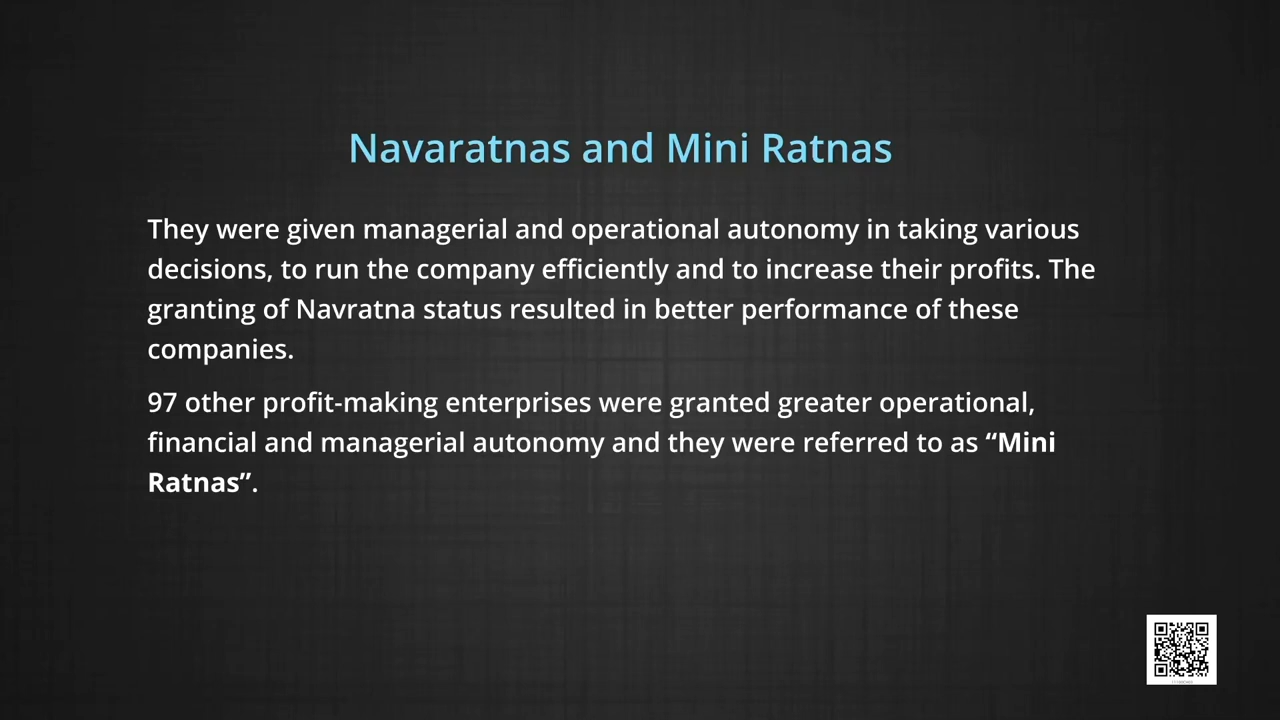 Navaratnas and Mini Ratnas
They were given managerial and operational autonomy in taking various
decisions, to run the company efficiently and to increase their profits. The
granting of Navratna status resulted in better performance of these
companies.
97 other profit-making enterprises were granted greater operational,
financial and managerial autonomy and they were referred to as “Mini
Ratnas”.